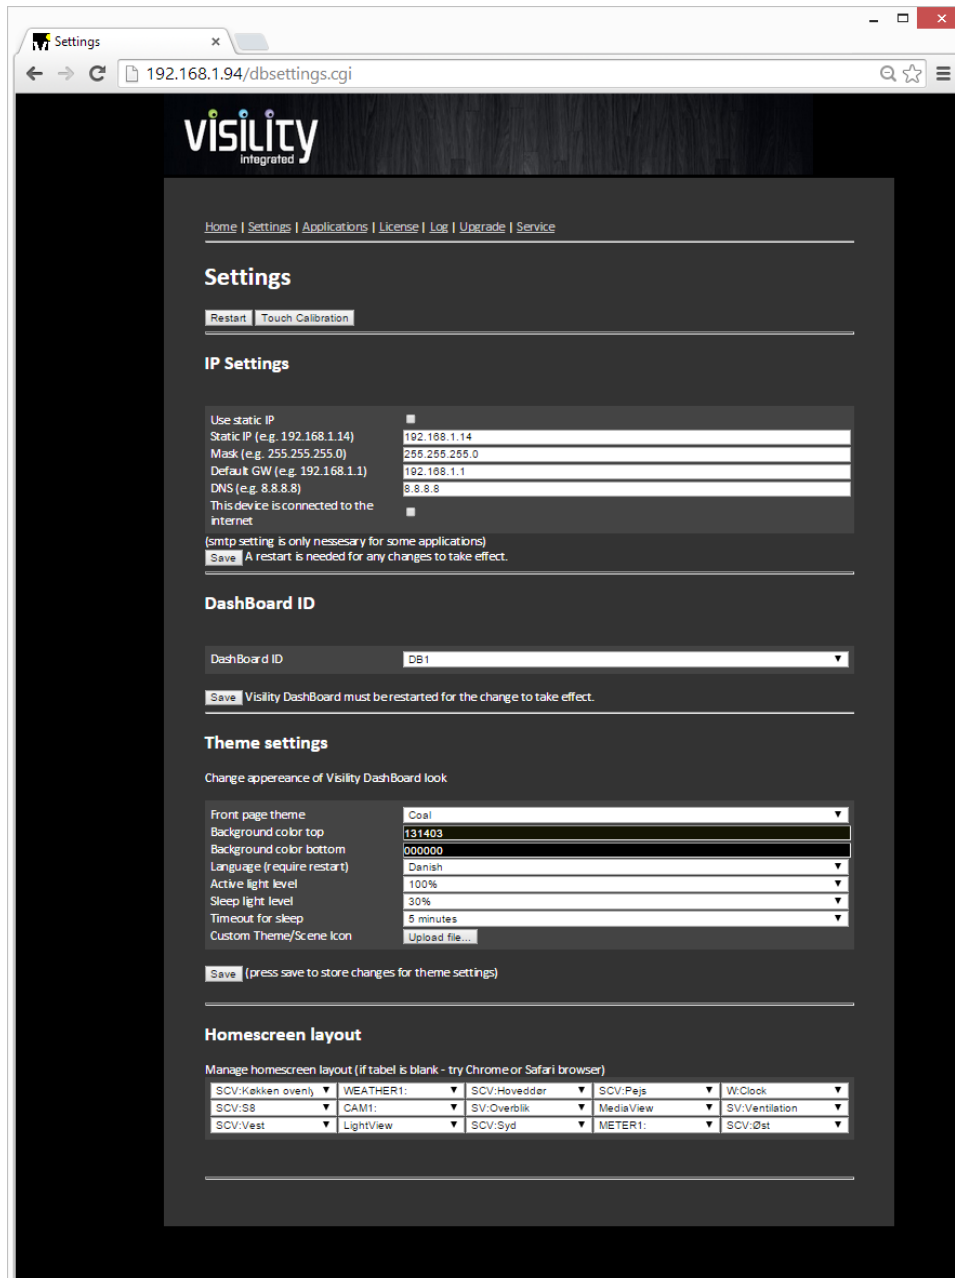 Settings
192.168.1.94/dbsettings.cgi
visility
integrated
Home | Settings | Applications | License | Log | Upgrade | Service
Settings
Restart Touch Calibration
IP Settings
Use static IP
Static IP (e.g. 192.168.1.14) 192.168.1.14
Mask (e.g. 255.255.255.0) 255.255.255.0
Default GW (e.g. 192.168.1.1) 192.168.1.1
DNS (e.g. 8.8.8.8) 8.8.8.8
This device is connected to the
internet
(smtp setting is only nessesary for some applications)
Save A restart is needed for any changes to take effect.
DashBoard ID
DashBoard ID DB1
Save Visility DashBoard must be restarted for the change to take effect.
Theme settings
Change appereance of Visility DashBoard look
Front page theme Coal
Background color top 131403
Background color bottom 000000
Language (require restart) Danish
Active light level 100%
Sleep light level 30%
Timeout for sleep 5 minutes
Custom Theme/Scene Icon Upload file...
Save (press save to store changes for theme settings)
Homescreen layout
Manage homescreen layout (if tabel is blank - try Chrome or Safari browser)
SCV:Køkken ovenly WEATHER1: SCV:Hoveddør SCV:Pejs W:Clock
SCV:S8 CAM1: SV:Overblik MediaView SV:Ventilation
SCV:Vest LightView SCV:Syd METER1: SCV:Øst